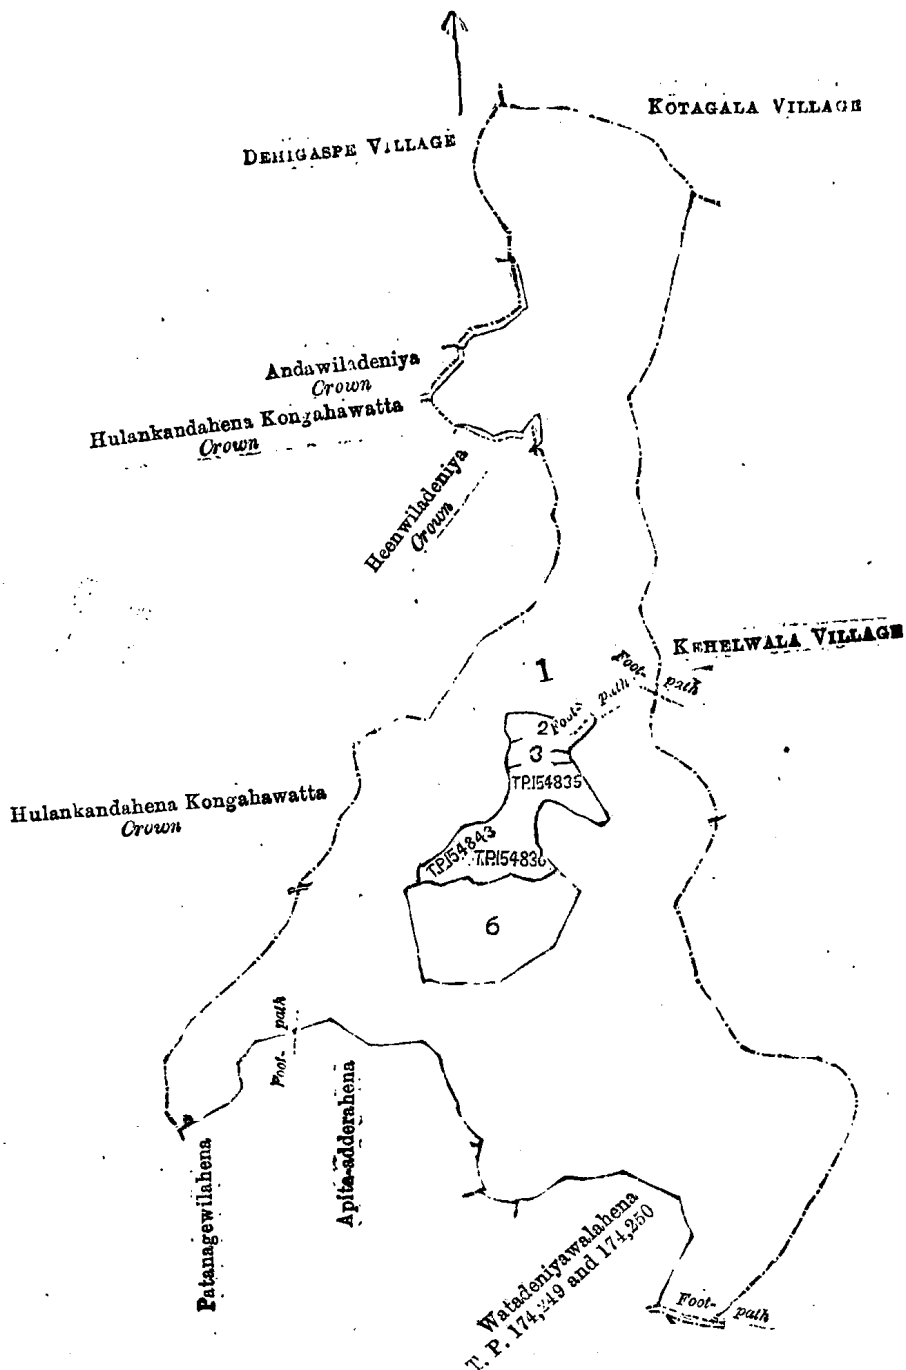 KOTAGALA VILLAGE
DEHIGASPE VILLAGE
Andawiladeniya
Crown
Hulankandahena Kongahawatta
Crown
Heenwiladeniya
Crown
KEHELWALA VILLAGE
Foot-path
1
Foot-path
2
3
T.P.154835
Hulankandahena Kongahawatta
Crown
T.P.154843
T.P.154836
6
Foot-path
Patanagewilahena
Apita-adderahena
Watadeniyawalahena
T. P. 174,249 and 174,250
Foot-path